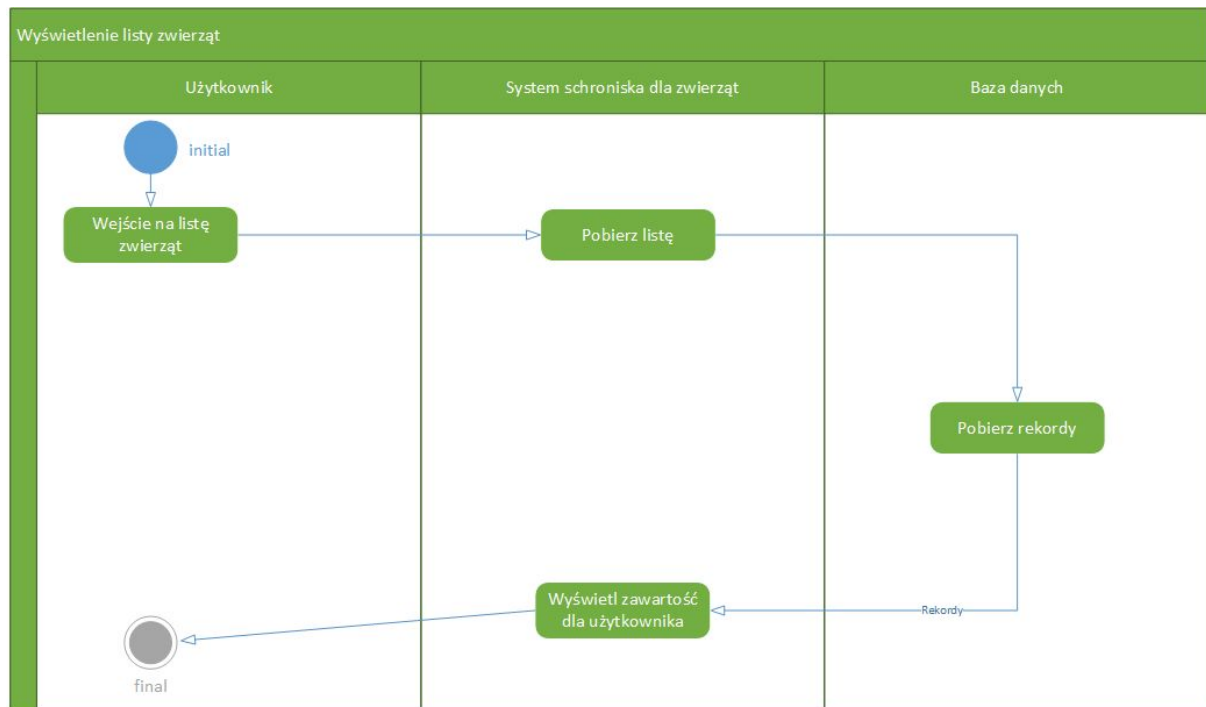 Wyświetlenie listy zwierząt
Użytkownik
System schroniska dla zwierząt
Baza danych
initial
Wejście na listę
zwierząt
Pobierz listę
Pobierz rekordy
Wyświetl zawartość
dla użytkownika
Rekordy
final